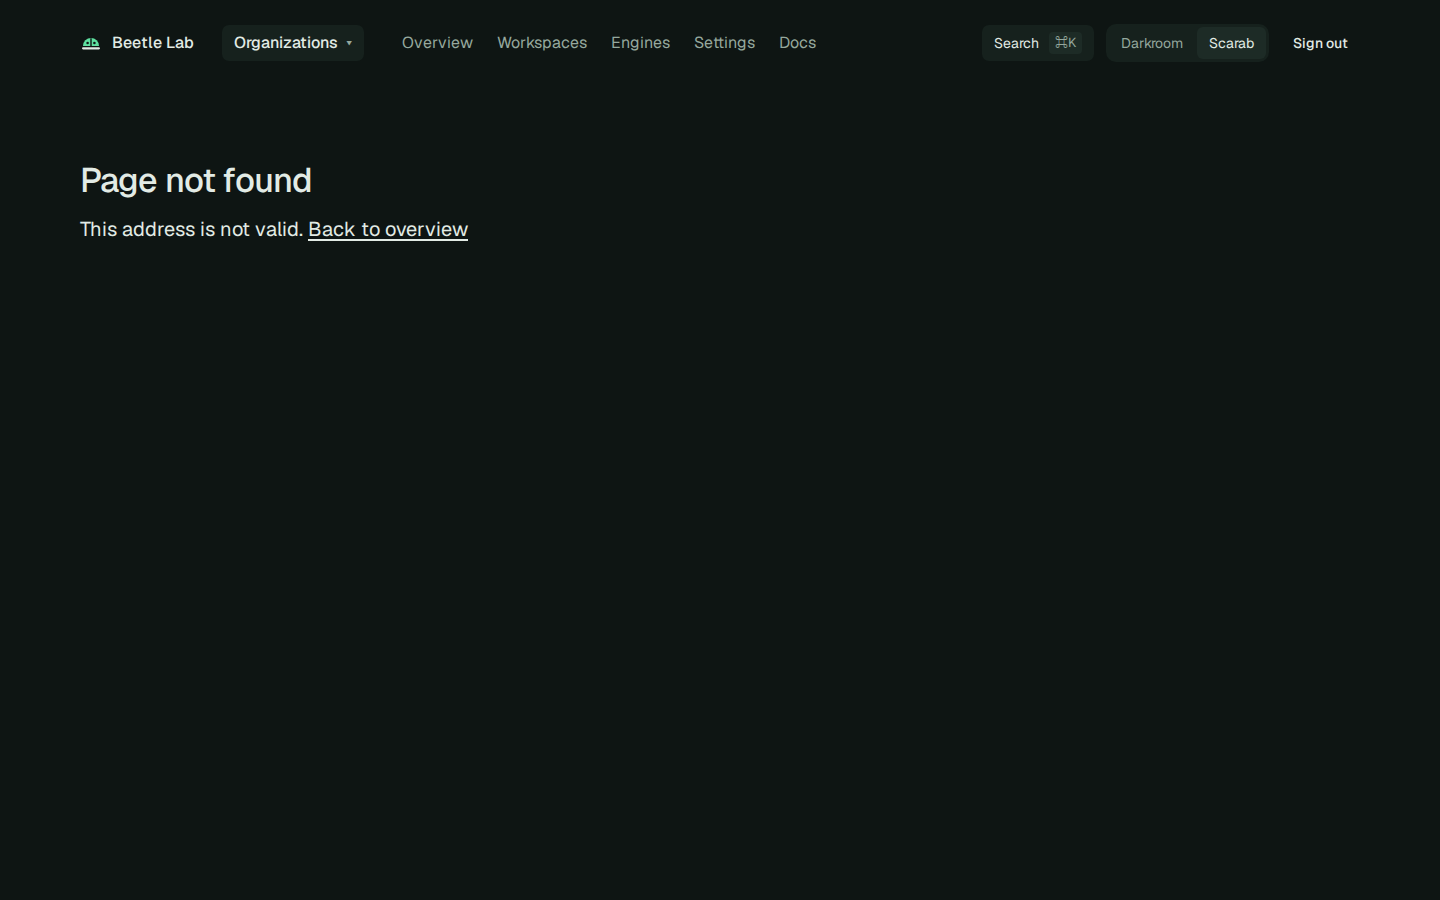 Beetle Lab Organizations ▾ Overview Workspaces Engines Settings Docs Search ⌘K Darkroom Scarab Sign out
Page not found
This address is not valid. Back to overview